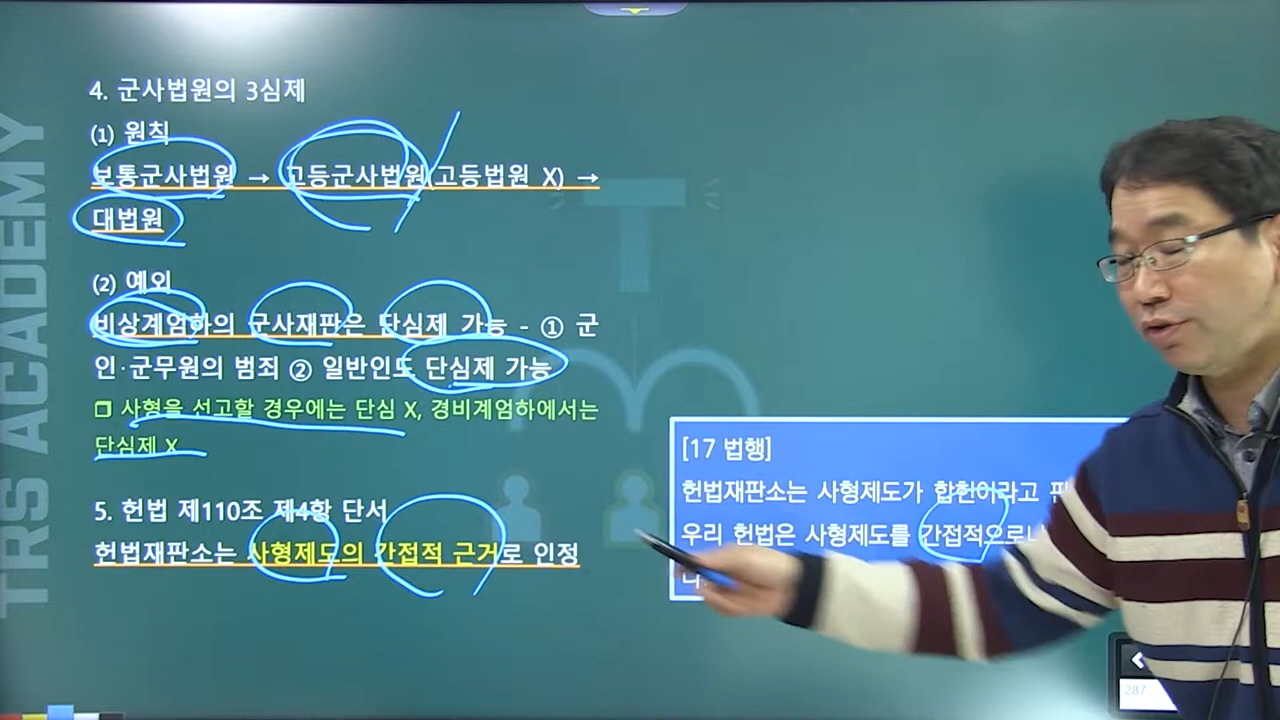 TRS ACADEMY
4. 군사법원의 3심제
(1) 원칙
보통군사법원 → 고등군사법원(고등법원 X) →
대법원
(2) 예외
비상계엄하의 군사재판은 단심제 가능 - ① 군
인·군무원의 범죄 ② 일반인도 단심제 가능
❒ 사형을 선고할 경우에는 단심 X, 경비계엄하에서는
단심제 X
5. 헌법 제110조 제4항 단서
헌법재판소는 사형제도의 간접적 근거로 인정
[17 법행]
헌법재판소는 사형제도가 합헌이라고
우리 헌법은 사형제도를 간접적으로나
287